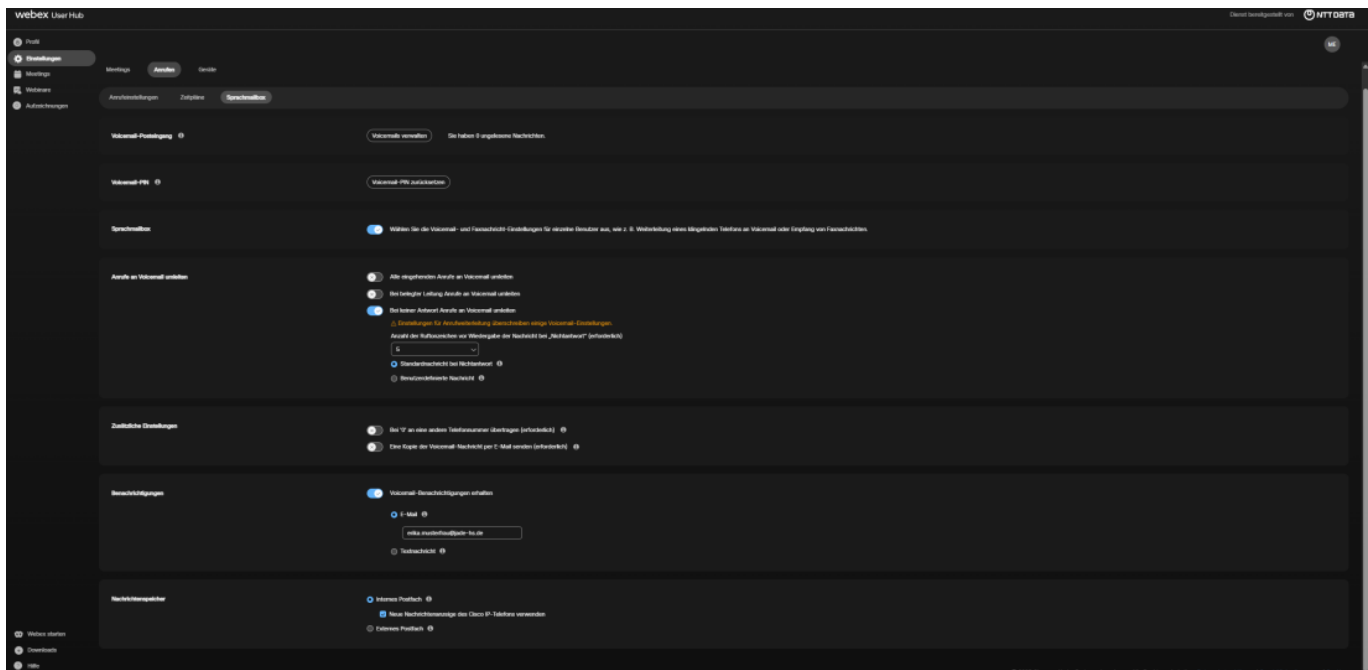 webex User Hub
Dienst bereitgestellt von NTT DATA
Profil
ME
Einstellungen
Meetings
Webinare
Aufzeichnungen
Meetings Anrufen Geräte
Anrufeinstellungen Zeitpläne Sprachmailbox
Voicemail-Posteingang
Voicemails verwalten
Sie haben 0 ungelesene Nachrichten.
Voicemail-PIN
Voicemail-PIN zurücksetzen
Sprachmailbox
Wählen Sie die Voicemail- und Faxnachricht-Einstellungen für einzelne Benutzer aus, wie z. B. Weiterleitung eines klingelnden Telefons an Voicemail oder Empfang von Faxnachrichten.
Anrufe an Voicemail umleiten
Alle eingehenden Anrufe an Voicemail umleiten
Bei belegter Leitung Anrufe an Voicemail umleiten
Bei keiner Antwort Anrufe an Voicemail umleiten
Einstellungen für Anrufweiterleitung überschreiben einige Voicemail-Einstellungen.
Anzahl der Ruftonzeichen vor Wiedergabe der Nachricht bei „Nichtantwort" (erforderlich)
Standardnachricht bei Nichtantwort
Benutzerdefinierte Nachricht
Zusätzliche Einstellungen
Bei '0' an eine andere Telefonnummer übertragen (erforderlich)
Eine Kopie der Voicemail-Nachricht per E-Mail senden (erforderlich)
Benachrichtigungen
Voicemail-Benachrichtigungen erhalten
E-Mail
erika.musterfrau@jade-hs.de
Textnachricht
Nachrichtenspeicher
Internes Postfach
Neue Nachrichtenanzeige des Cisco IP-Telefons verwenden
Externes Postfach
Webex starten
Downloads
Hilfe